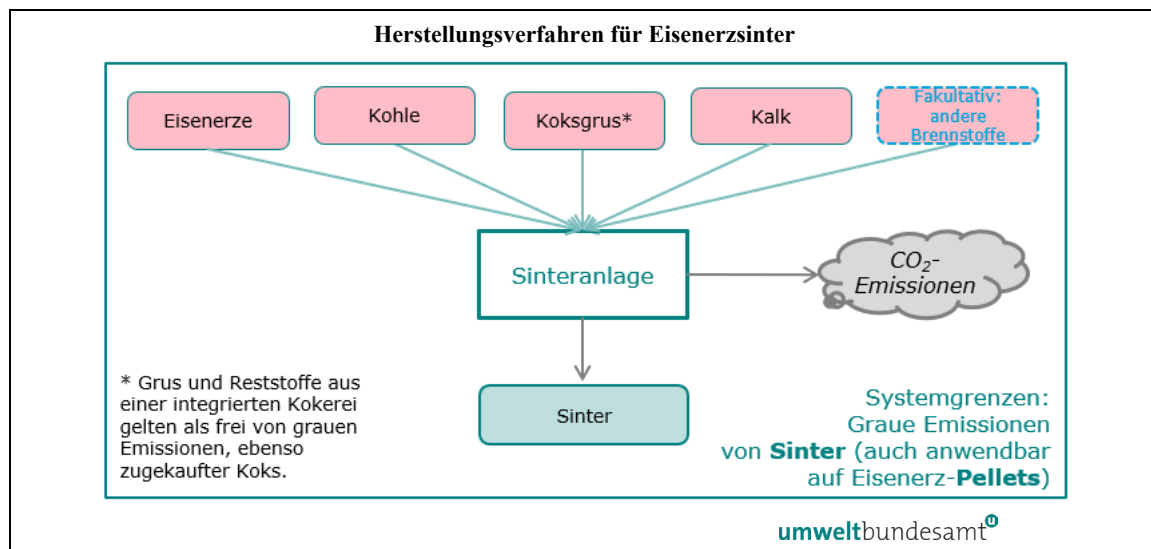 Herstellungsverfahren für Eisenerzsinter
Eisenerze
Kohle
Koksgrus*
Kalk
Fakultativ:
andere
Brennstoffe
Sinteranlage
CO₂-
Emissionen
Sinter
* Grus und Reststoffe aus
einer integrierten Kokerei
gelten als frei von grauen
Emissionen, ebenso
zugekaufter Koks.
Systemgrenzen:
Graue Emissionen
von Sinter (auch anwendbar
auf Eisenerz-Pellets)
umweltbundesamt
u